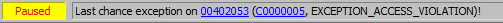 Paused Last chance exception on 00402053 (C0000005, EXCEPTION_ACCESS_VIOLATION)!